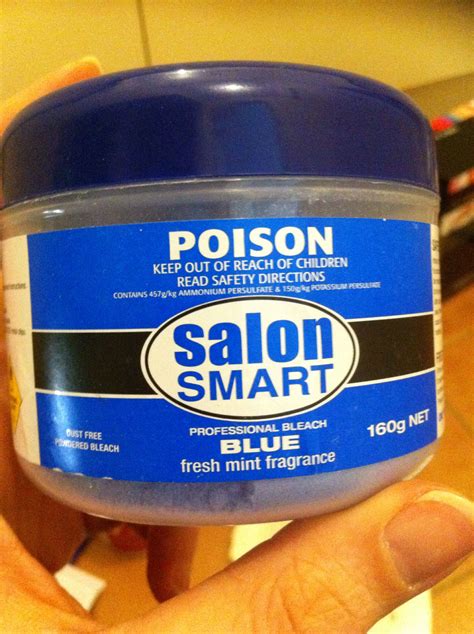 POISON
KEEP OUT OF REACH OF CHILDREN
READ SAFETY DIRECTIONS
CONTAINS 457g/kg AMMONIUM PERSULFATE & 150g/kg POTASSIUM PERSULFATE
salon
SMART
DUST FREE
POWDERED BLEACH
PROFESSIONAL BLEACH
BLUE
fresh mint fragrance
160g NET